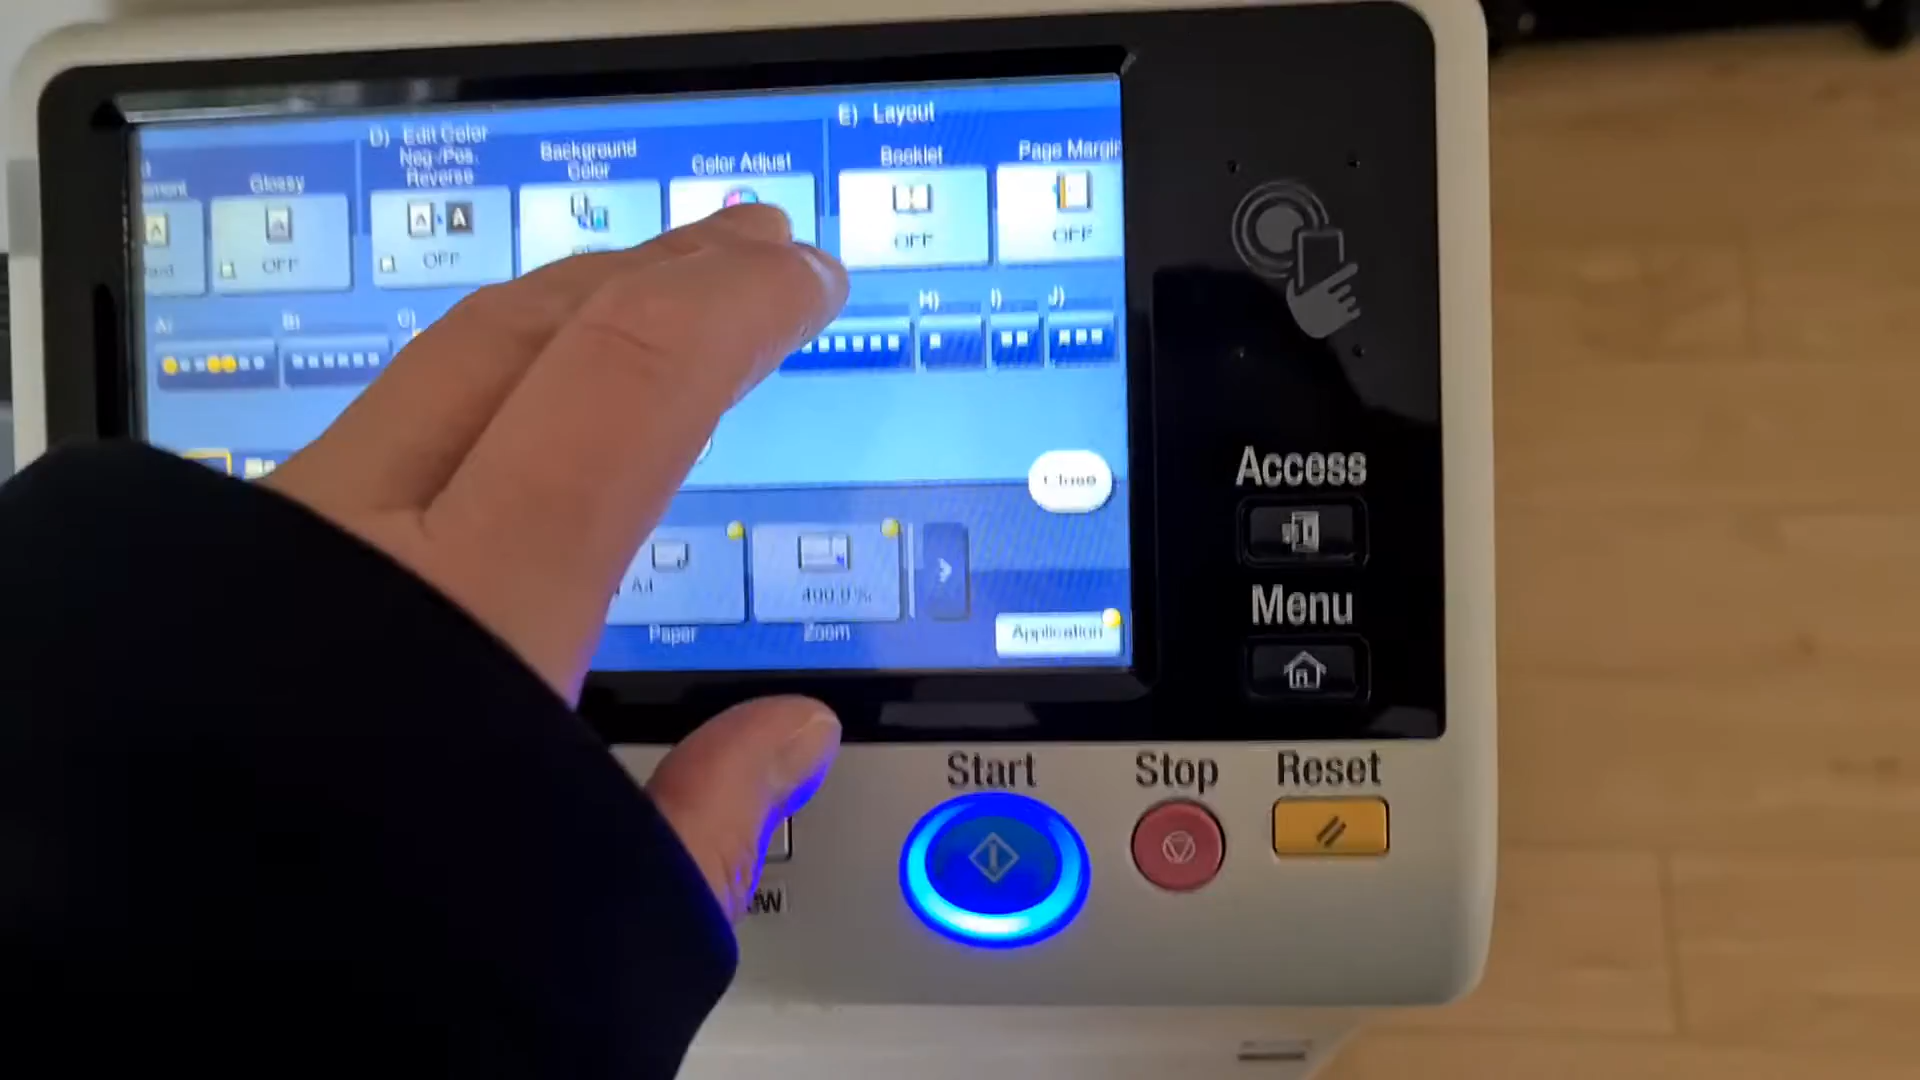 D) Edit Color
E) Layout
Glossy
Neg./Pos.
Reverse
Background
Color
Color Adjust
Booklet
Page Margin
OFF
OFF
OFF
OFF
A)
B)
C)
H)
I)
J)
Close
A4
400.0%
Paper
Zoom
Application
Access
Menu
Start
Stop
Reset